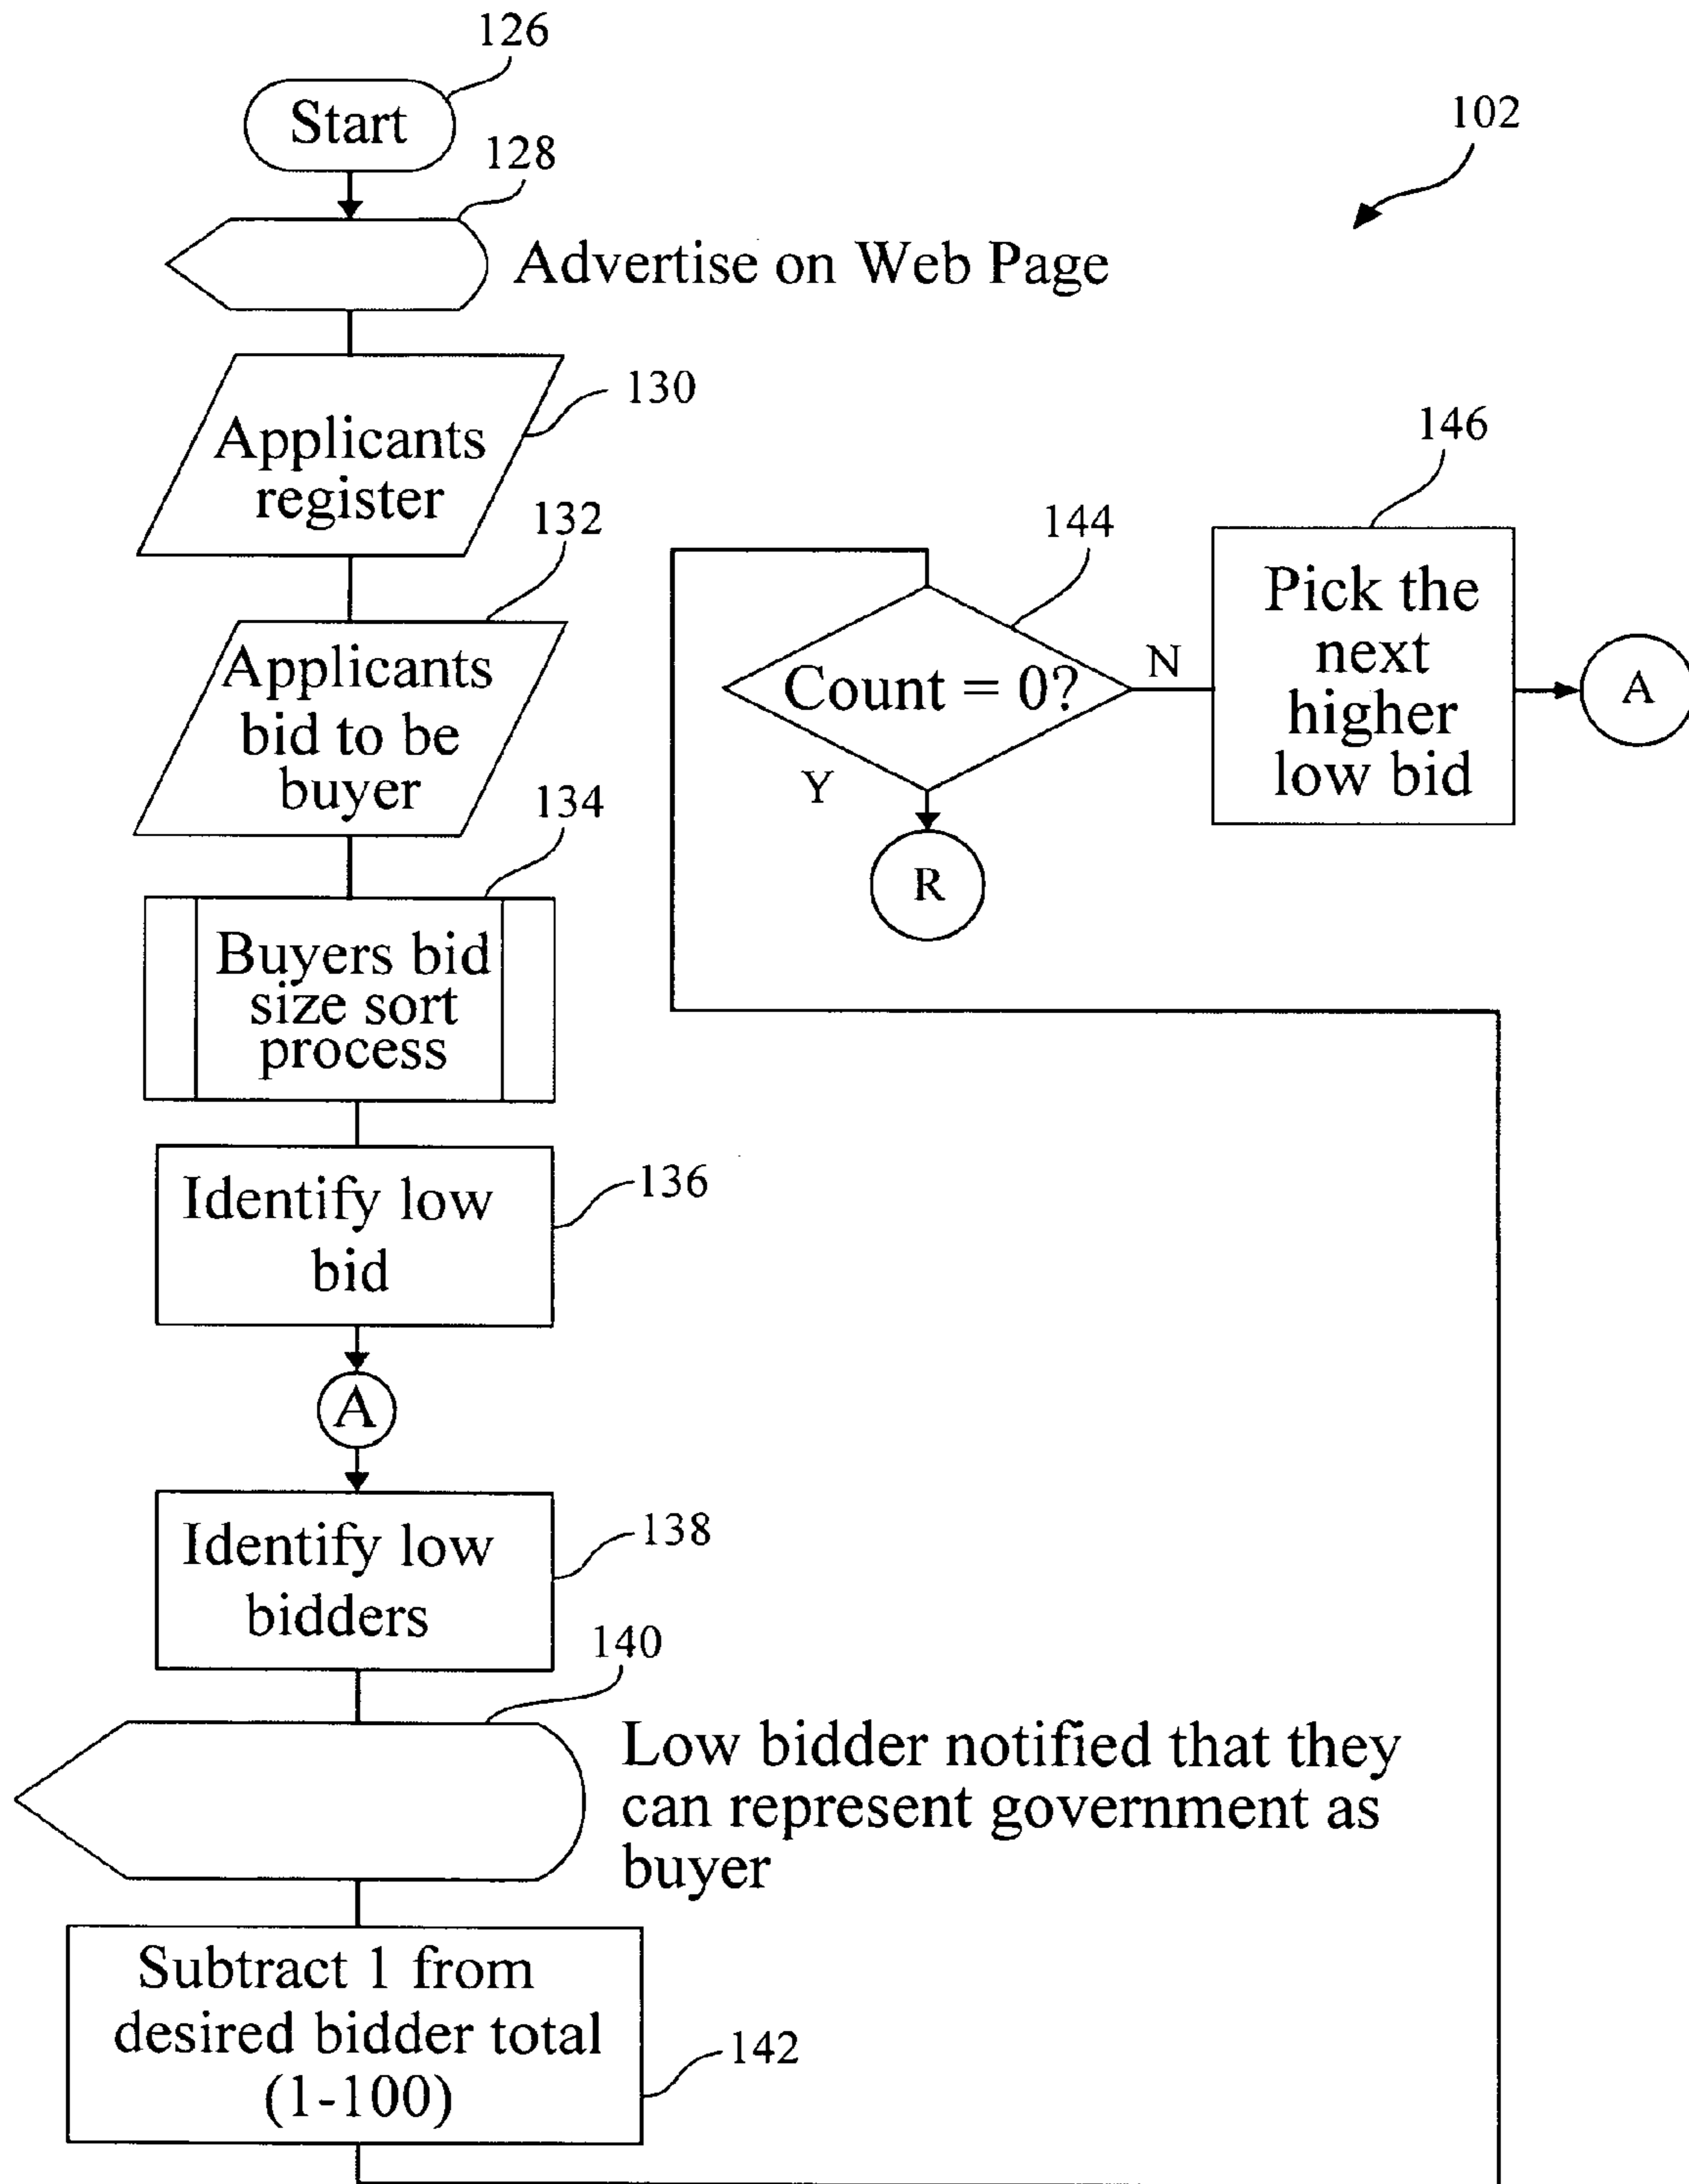 126
Start
102
128
Advertise on Web Page
130
Applicants
register
132
Applicants
bid to be
buyer
134
Buyers bid
size sort
process
136
Identify low
bid
A
138
Identify low
bidders
140
Low bidder notified that they
can represent government as
buyer
Subtract 1 from
desired bidder total
(1-100)
142
144
Count = 0?
N
Y
R
146
Pick the
next
higher
low bid
A